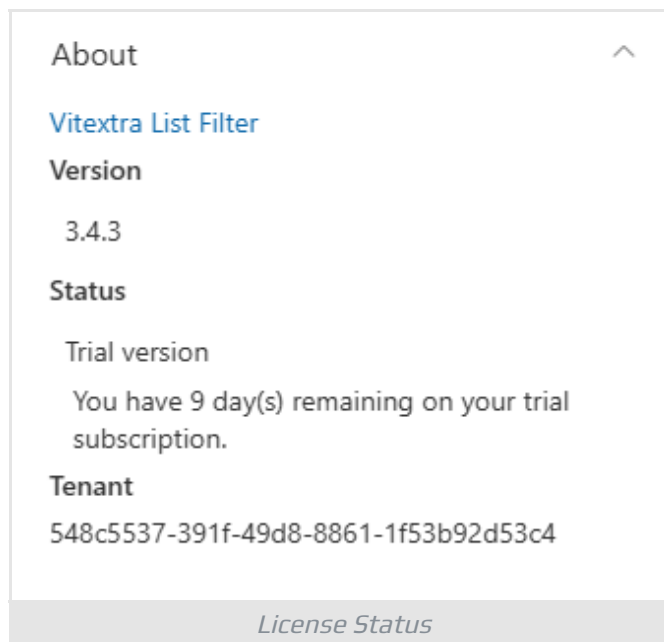 About
Vitextra List Filter
Version
3.4.3
Status
Trial version
You have 9 day(s) remaining on your trial
subscription.
Tenant
548c5537-391f-49d8-8861-1f53b92d53c4
License Status